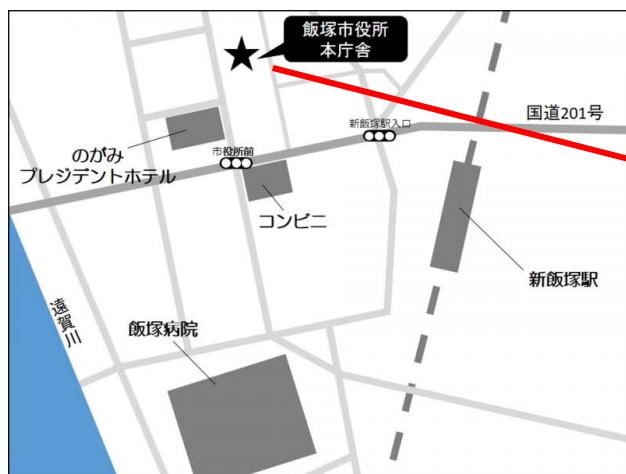 飯塚市役所
本庁舎
国道201号
新飯塚駅入口
市役所前
のがみ
プレジデントホテル
コンビニ
新飯塚駅
遠賀川
飯塚病院